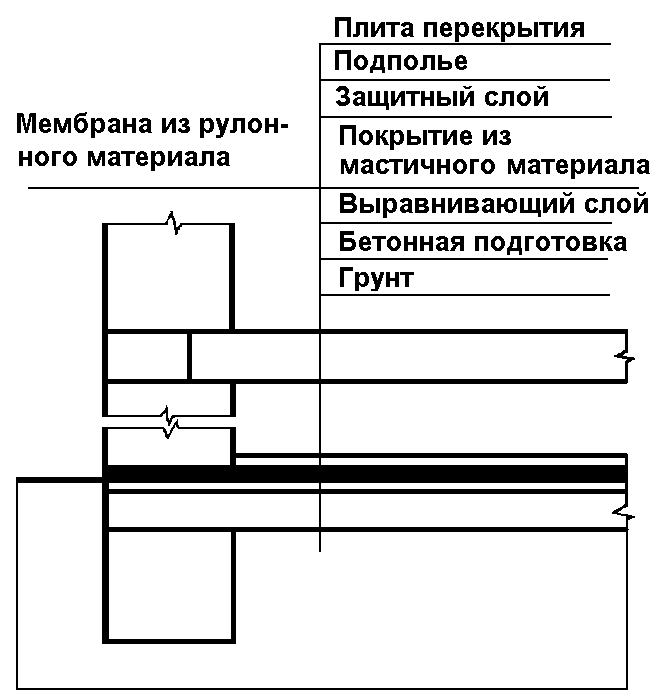 Плита перекрытия
Подполье
Защитный слой
Мембрана из рулон-
ного материала
Покрытие из
мастичного материала
Выравнивающий слой
Бетонная подготовка
Грунт